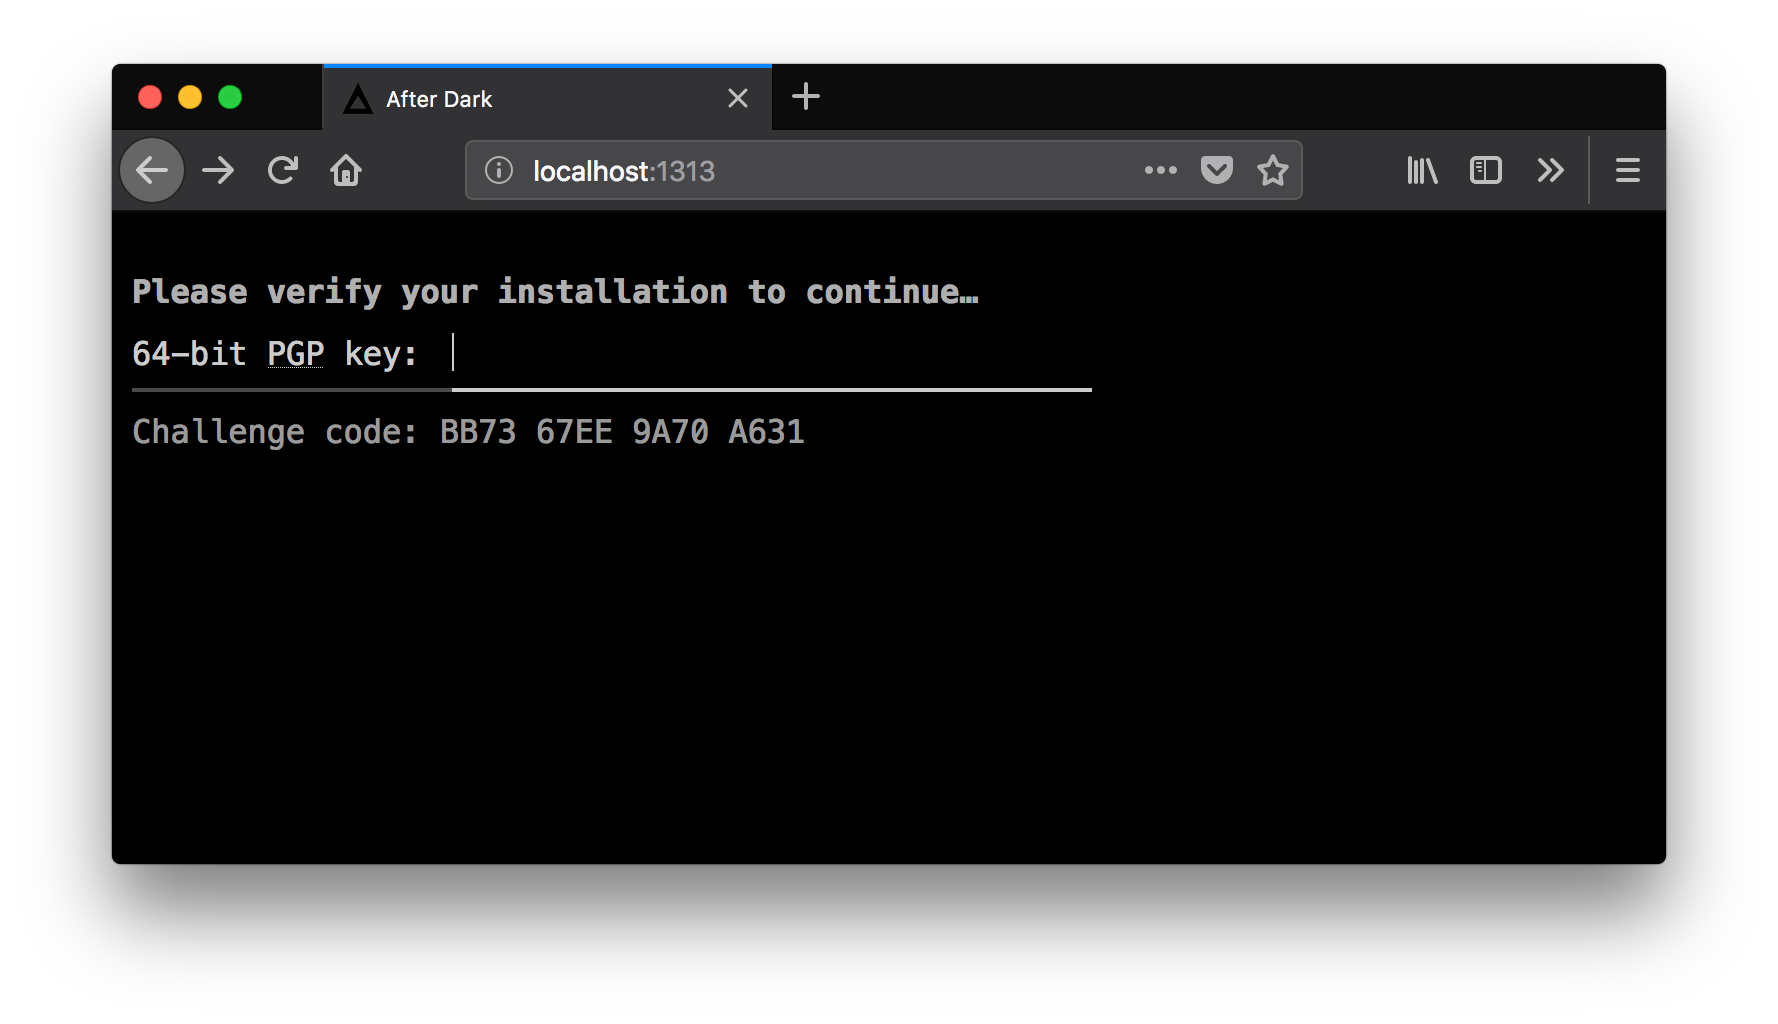 After Dark
localhost:1313
Please verify your installation to continue…
64-bit PGP key:
Challenge code: BB73 67EE 9A70 A631